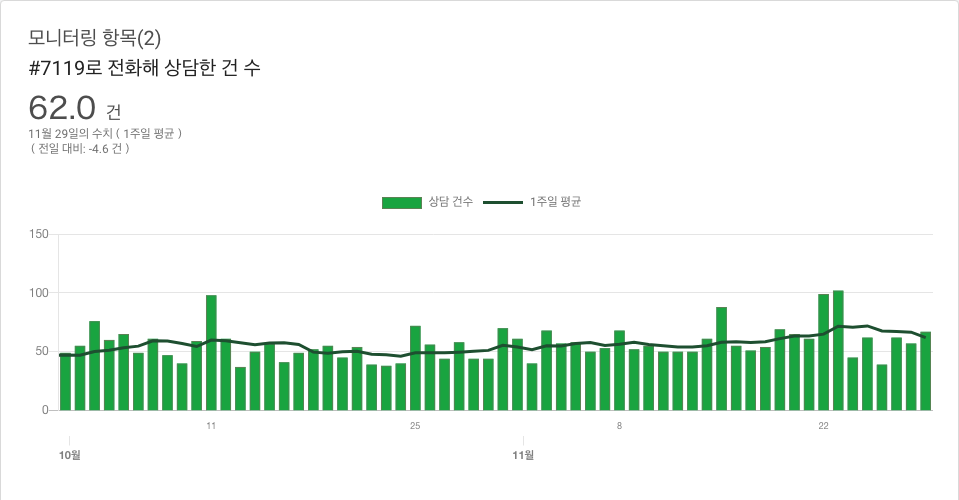 모니터링 항목(2)
#7119로 전화해 상담한 건 수
62.0 건
11월 29일의 수치 ( 1주일 평균 )
( 전일 대비: -4.6 건 )
상담 건수 1주일 평균
150
100
50
0
11 25 8 22
10월 11월